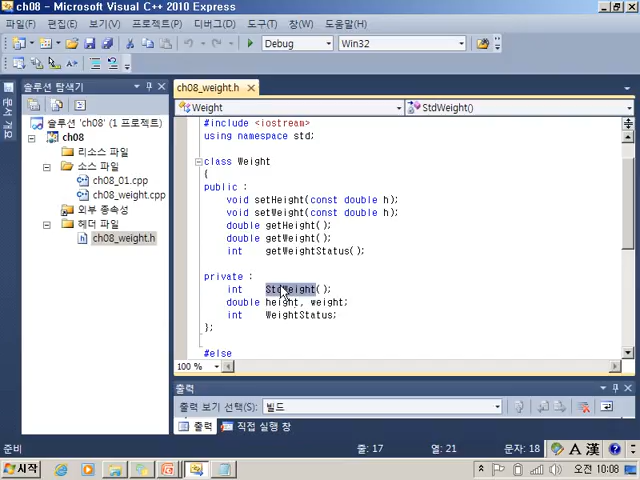 ch08 - Microsoft Visual C++ 2010 Express
파일(F) 편집(E) 보기(V) 프로젝트(P) 디버그(D) 도구(T) 창(W) 도움말(H)
Debug Win32
솔루션 탐색기
ch08_weight.h
Weight StdWeight()
솔루션 'ch08' (1 프로젝트)
ch08
리소스 파일
소스 파일
ch08_01.cpp
ch08_weight.cpp
외부 종속성
헤더 파일
ch08_weight.h
#include <iostream>
using namespace std;
class Weight
{
public :
void setHeight(const double h);
void setWeight(const double h);
double getHeight();
double getWeight();
int getWeightStatus();
private :
int StdWeight();
double height, weight;
int WeightStatus;
};
#else
100 %
출력
출력 보기 선택(S): 빌드
출력 직접 실행 창
준비 줄: 17 열: 21 문자: 18 A 漢
시작 오전 10:08